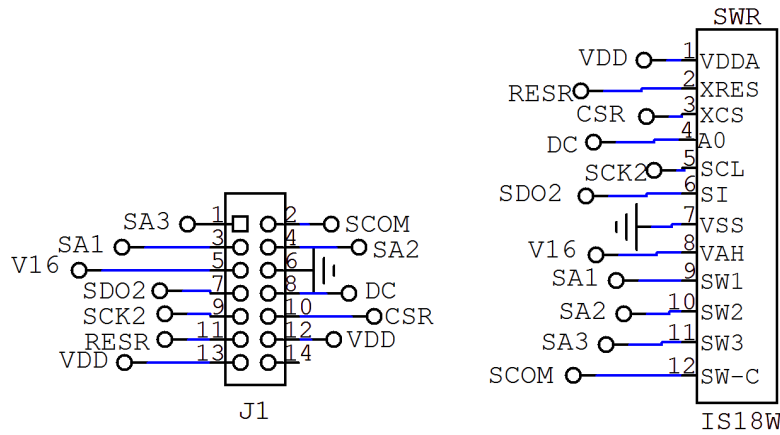 SWR
VDD 1 VDDA
RESR 2 XRES
CSR 3 XCS
DC 4 A0
SCK2 5 SCL
SDO2 6 SI
7 VSS
V16 8 VAH
SA1 9 SW1
SA2 10 SW2
SA3 11 SW3
SCOM 12 SW-C
IS18W
SA3 1 2 SCOM
SA1 3 4 SA2
V16 5 6
SDO2 7 8 DC
SCK2 9 10 CSR
RESR 11 12 VDD
VDD 13 14
J1